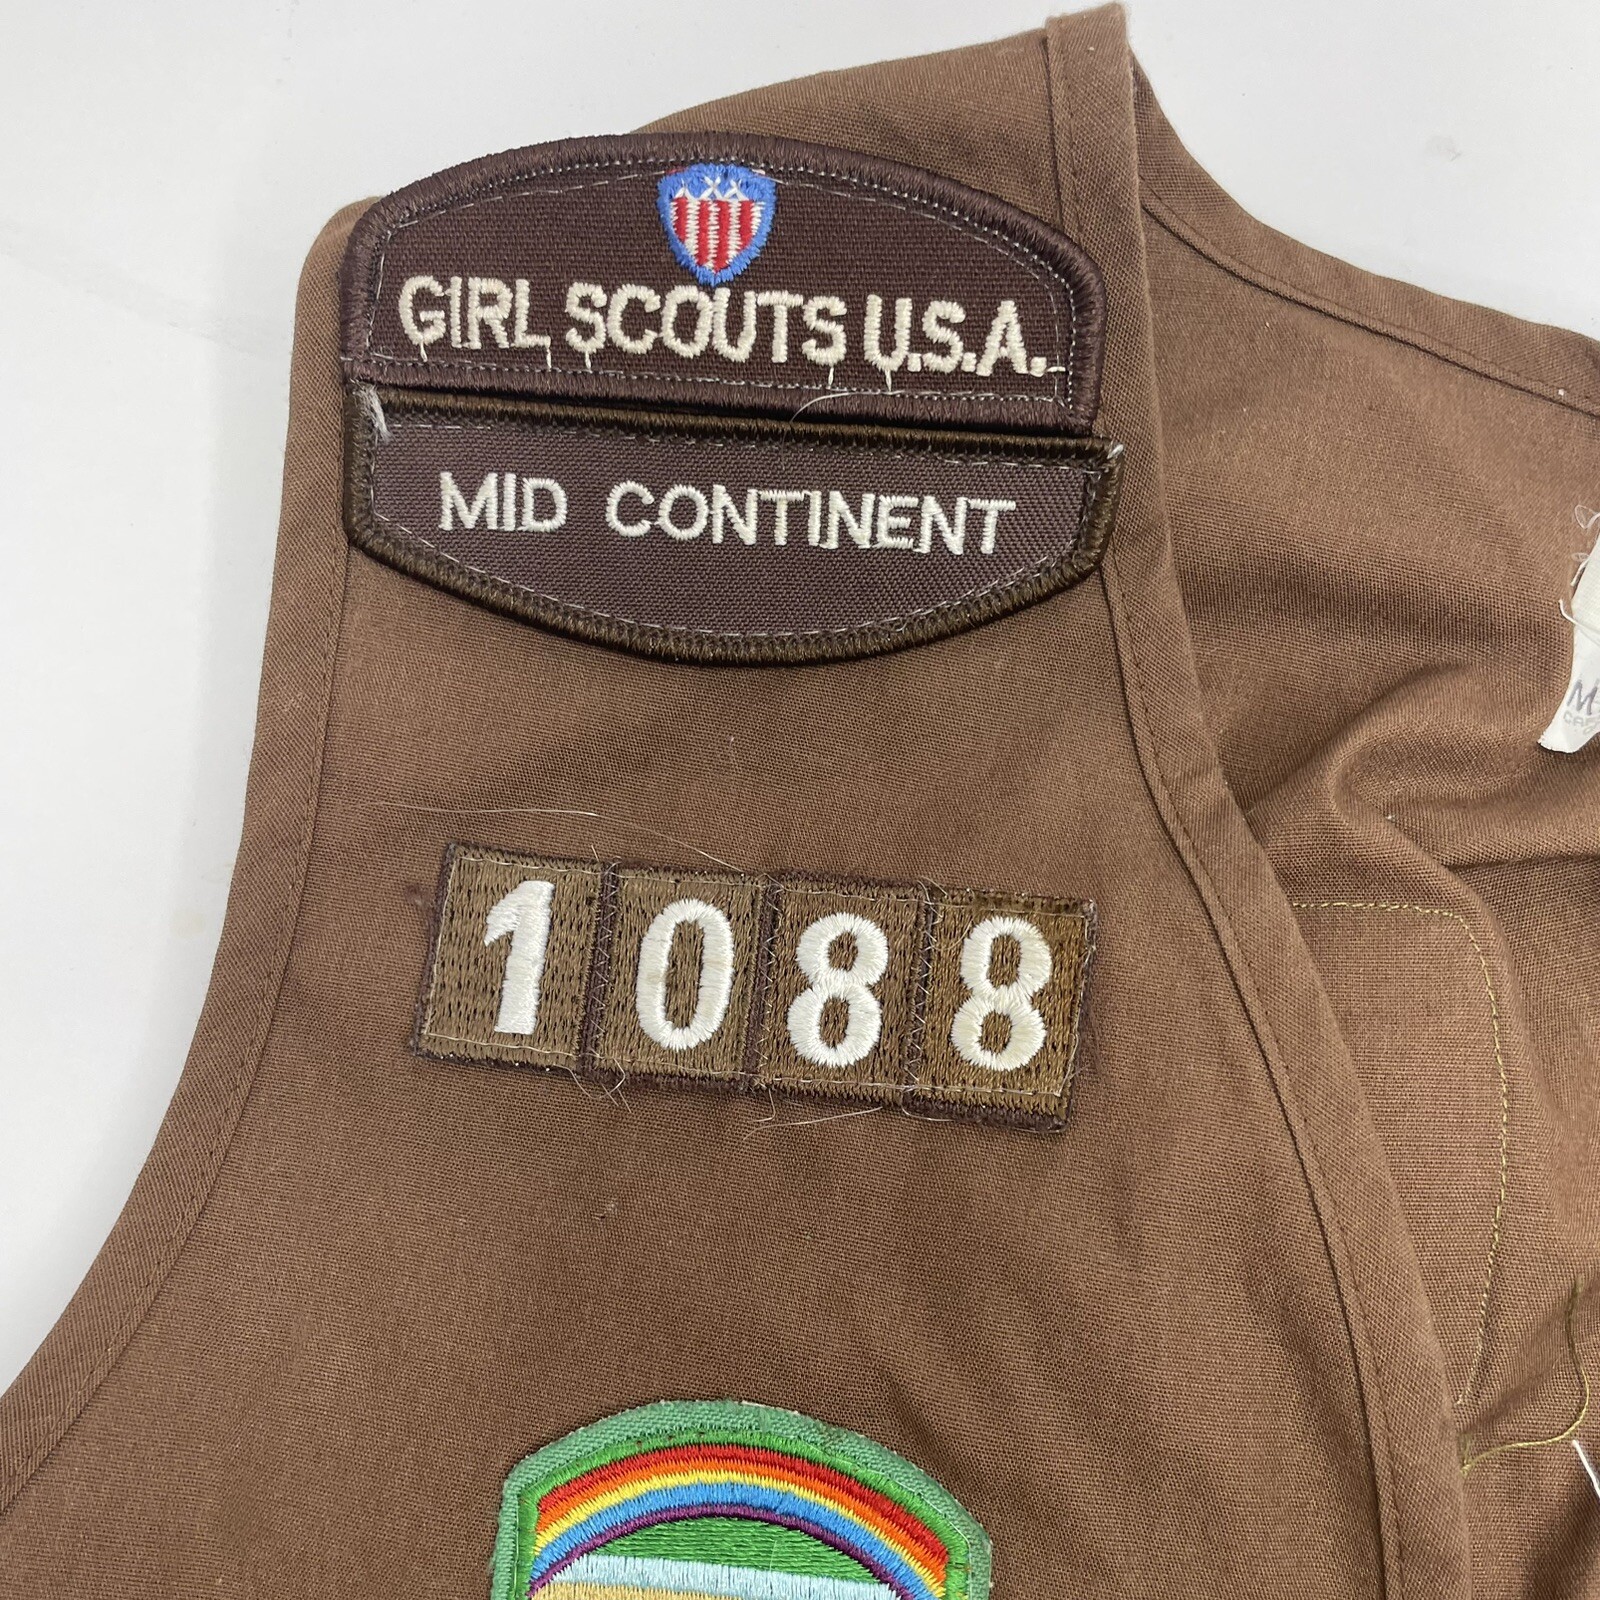 GIRL SCOUTS U.S.A.
MID CONTINENT
1088